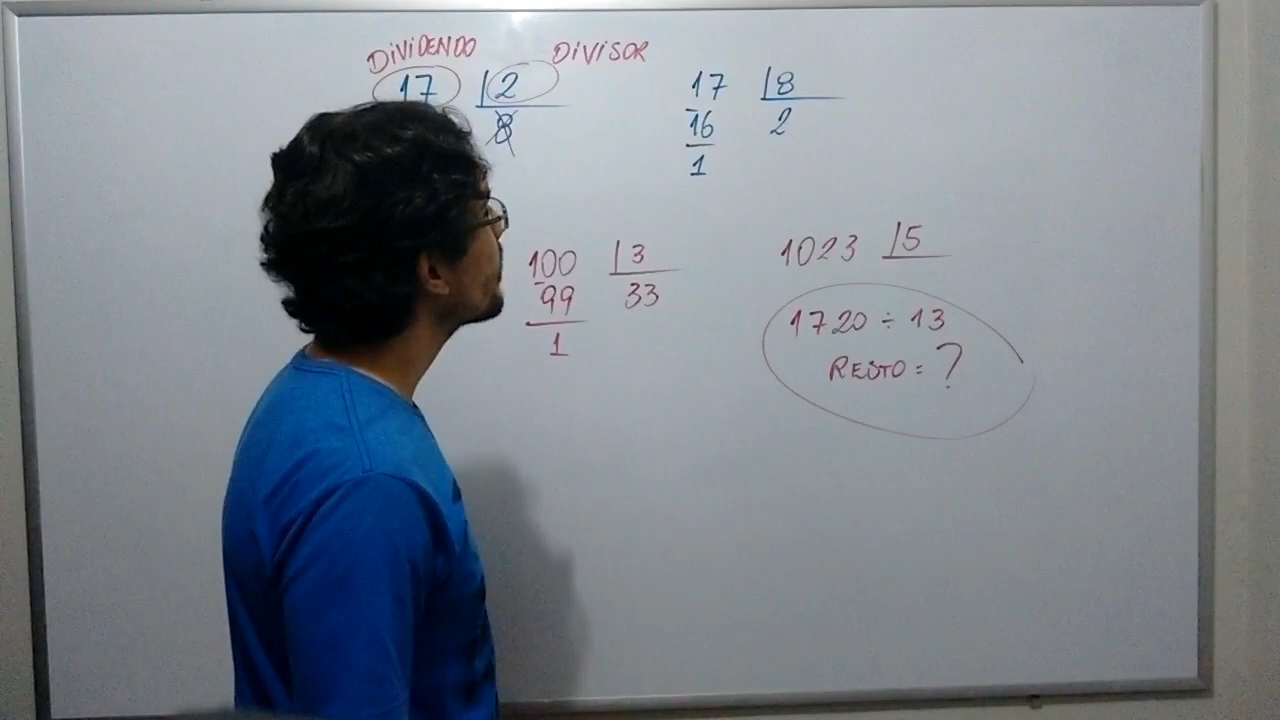 DIVIDENDO
DIVISOR
17 2
8
17 8
-16 2
1
100 3
-99 33
1
1023 5
1720 ÷ 13
RESTO = ?